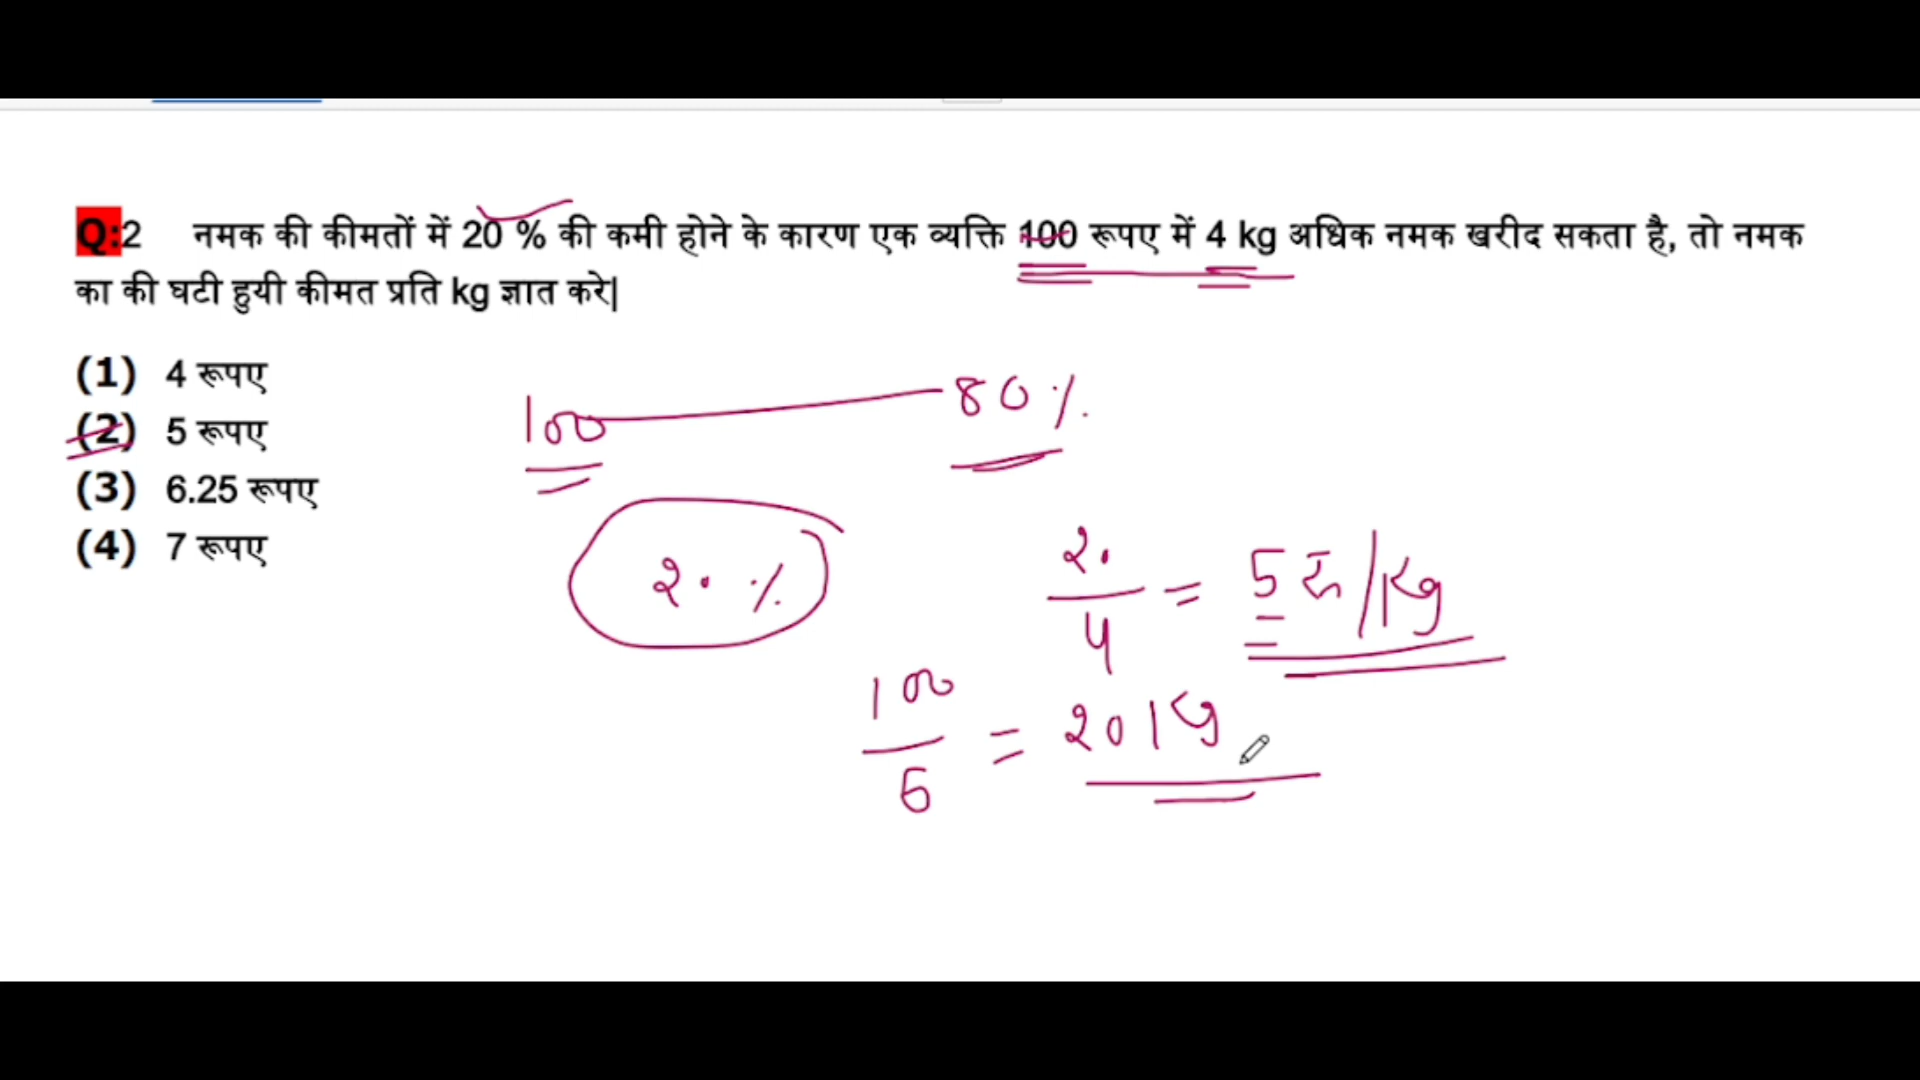 Q:2 नमक की कीमतों में 20 % की कमी होने के कारण एक व्यक्ति 100 रूपए में 4 kg अधिक नमक खरीद सकता है, तो नमक
का की घटी हुयी कीमत प्रति kg ज्ञात करे|
(1) 4 रूपए
(2) 5 रूपए
(3) 6.25 रूपए
(4) 7 रूपए
100 80%
20 %
20/4 = 5 रू/kg
100/5 = 20 kg